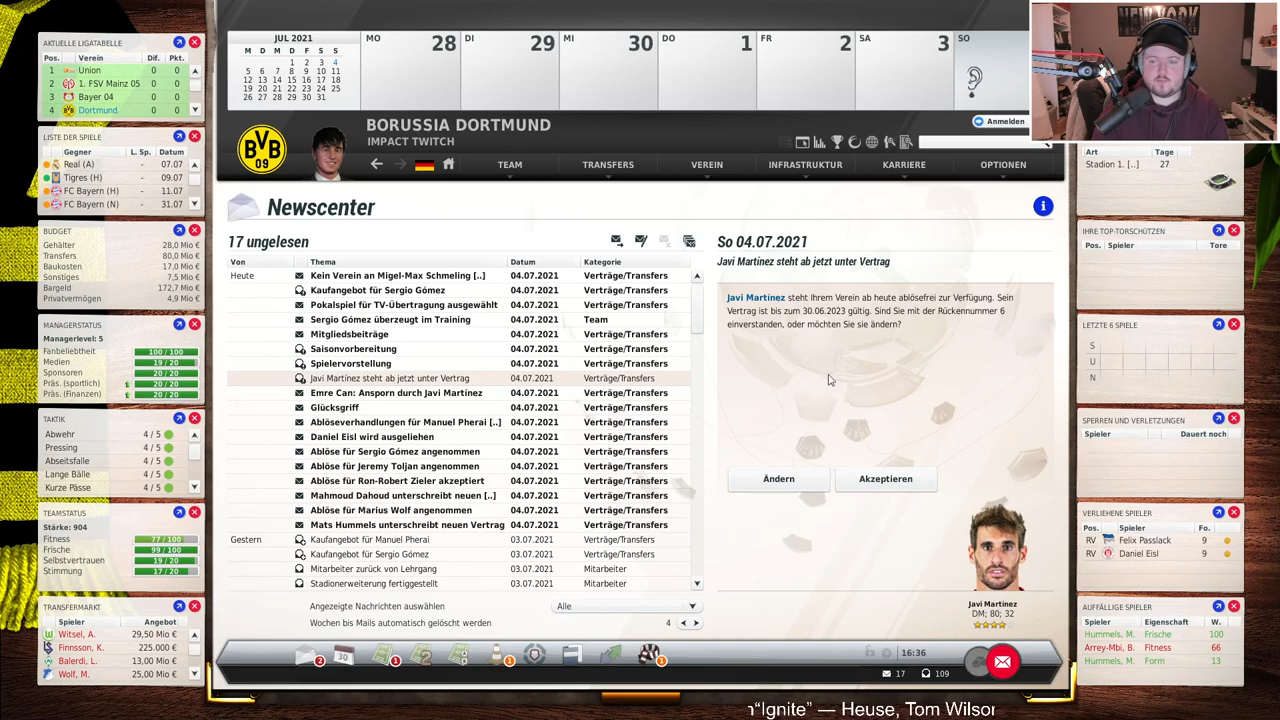 AKTUELLE LIGATABELLE
Pos. Verein Dif. Pkt.
1 Union 0 0
2 1. FSV Mainz 05 0 0
3 Bayer 04 0 0
4 Dortmund 0 0
LISTE DER SPIELE
Gegner L. Sp. Datum
Real (A) - 07.07
Tigres (H) - 09.07
FC Bayern (H) - 11.07
FC Bayern (N) - 31.07
BUDGET
Gehälter 28,0 Mio €
Transfers 80,0 Mio €
Baukosten 17,0 Mio €
Sonstiges 7,5 Mio €
Bargeld 172,7 Mio €
Privatvermögen 4,9 Mio €
MANAGERSTATUS
Managerlevel: 5
Fanbeliebtheit 100 / 100
Medien 19 / 20
Sponsoren 20 / 20
Präs. (sportlich) 20 / 20
Präs. (Finanzen) 20 / 20
TAKTIK
Abwehr 4 / 5
Pressing 4 / 5
Abseitsfalle 4 / 5
Lange Bälle 4 / 5
Kurze Pässe 4 / 5
TEAMSTATUS
Stärke: 904
Fitness 77 / 100
Frische 99 / 100
Selbstvertrauen 19 / 20
Stimmung 17 / 20
TRANSFERMARKT
Spieler Angebot
Witsel, A. 29,50 Mio €
Finnsson, K. 225.000 €
Balerdi, L. 13,00 Mio €
Wolf, M. 25,00 Mio €
JUL 2021
M D M D F S S
1 2 3 4
5 6 7 8 9 10 11
12 13 14 15 16 17 18
19 20 21 22 23 24 25
26 27 28 29 30 31
MO 28
DI 29
MI 30
DO 1
FR 2
SA 3
SO
BVB 09
BORUSSIA DORTMUND
IMPACT TWITCH
Anmelden
TEAM TRANSFERS VEREIN INFRASTRUKTUR KARRIERE OPTIONEN
Newscenter
17 ungelesen
Von Thema Datum Kategorie
Heute Kein Verein an Migel-Max Schmeling [..] 04.07.2021 Verträge/Transfers
Kaufangebot für Sergio Gómez 04.07.2021 Verträge/Transfers
Pokalspiel für TV-Übertragung ausgewählt 04.07.2021 Verträge/Transfers
Sergio Gómez überzeugt im Training 04.07.2021 Team
Mitgliedsbeiträge 04.07.2021 Verträge/Transfers
Saisonvorbereitung 04.07.2021 Verträge/Transfers
Spielervorstellung 04.07.2021 Verträge/Transfers
Javi Martínez steht ab jetzt unter Vertrag 04.07.2021 Verträge/Transfers
Emre Can: Ansporn durch Javi Martínez 04.07.2021 Verträge/Transfers
Glücksgriff 04.07.2021 Verträge/Transfers
Ablöseverhandlungen für Manuel Pherai [..] 04.07.2021 Verträge/Transfers
Daniel Eisl wird ausgeliehen 04.07.2021 Verträge/Transfers
Ablöse für Sergio Gómez angenommen 04.07.2021 Verträge/Transfers
Ablöse für Jeremy Toljan angenommen 04.07.2021 Verträge/Transfers
Ablöse für Ron-Robert Zieler akzeptiert 04.07.2021 Verträge/Transfers
Mahmoud Dahoud unterschreibt neuen [..] 04.07.2021 Verträge/Transfers
Ablöse für Marius Wolf angenommen 04.07.2021 Verträge/Transfers
Mats Hummels unterschreibt neuen Vertrag 04.07.2021 Verträge/Transfers
Gestern Kaufangebot für Manuel Pherai 03.07.2021 Verträge/Transfers
Kaufangebot für Sergio Gómez 03.07.2021 Verträge/Transfers
Mitarbeiter zurück von Lehrgang 03.07.2021 Mitarbeiter
Stadionerweiterung fertiggestellt 03.07.2021 Mitarbeiter
Angezeigte Nachrichten auswählen Alle
Wochen bis Mails automatisch gelöscht werden 4
So 04.07.2021
Javi Martínez steht ab jetzt unter Vertrag
Javi Martínez steht Ihrem Verein ab heute ablösefrei zur Verfügung. Sein
Vertrag ist bis zum 30.06.2023 gültig. Sind Sie mit der Rückennummer 6
einverstanden, oder möchten Sie sie ändern?
Ändern Akzeptieren
Javi Martínez
DM; 80; 32
2 30 1 1 1
16:36
17 109
Art Tage
Stadion 1. [..] 27
IHRE TOP-TORSCHÜTZEN
Pos. Spieler Tore
LETZTE 6 SPIELE
S
U
N
SPERREN UND VERLETZUNGEN
Spieler Dauert noch
VERLIEHENE SPIELER
Pos. Spieler Fo.
RV Felix Passlack 9
RV Daniel Eisl 9
AUFFÄLLIGE SPIELER
Spieler Eigenschaft W.
Hummels, M. Frische 100
Arrey-Mbi, B. Fitness 66
Hummels, M. Form 13
"Ignite" — Heuse, Tom Wilsor